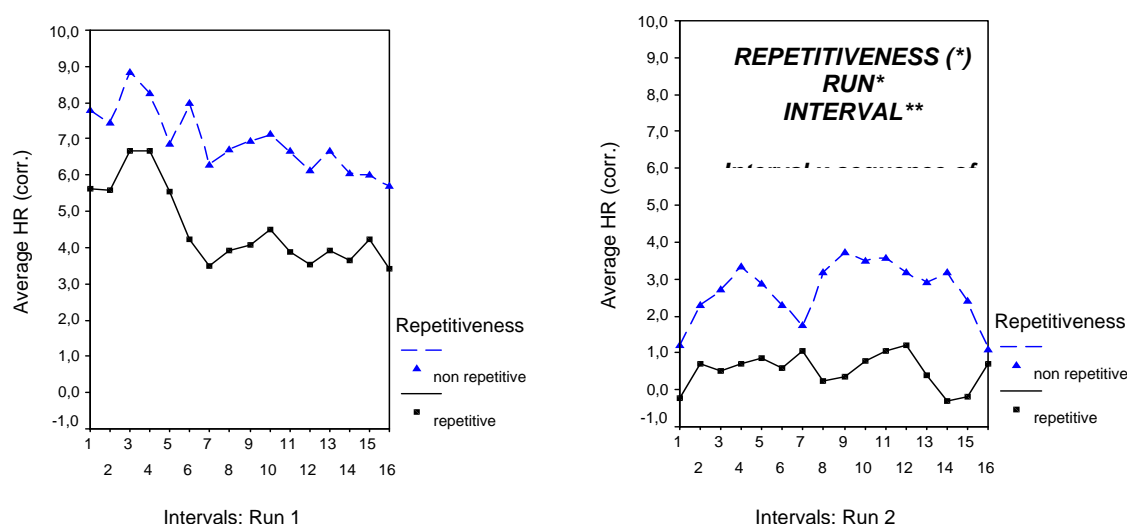 10,0
9,0
8,0
7,0
6,0
5,0
4,0
3,0
2,0
1,0
0,0
-1,0
Average HR (corr.)
1 3 5 7 9 11 13 15
2 4 6 8 10 12 14 16
Intervals: Run 1
Repetitiveness
non repetitive
repetitive
10,0
9,0
8,0
7,0
6,0
5,0
4,0
3,0
2,0
1,0
0,0
-1,0
Average HR (corr.)
REPETITIVENESS (*)
RUN*
INTERVAL**
1 3 5 7 9 11 13 15
2 4 6 8 10 12 14 16
Intervals: Run 2
Repetitiveness
non repetitive
repetitive